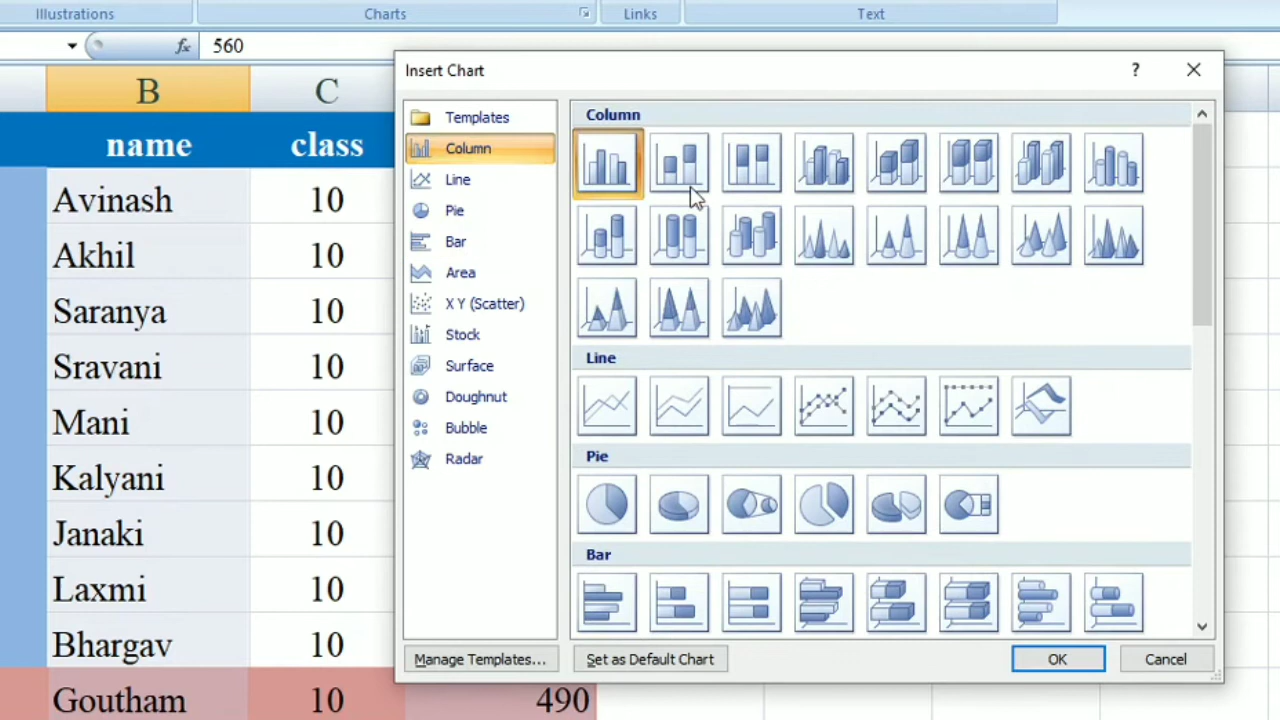 Illustrations Charts Links Text
fx 560
Insert Chart ?
B C
name class
Avinash 10
Akhil 10
Saranya 10
Sravani 10
Mani 10
Kalyani 10
Janaki 10
Laxmi 10
Bhargav 10
Goutham 10 490
Templates
Column
Line
Pie
Bar
Area
X Y (Scatter)
Stock
Surface
Doughnut
Bubble
Radar
Column
Line
Pie
Bar
Manage Templates... Set as Default Chart OK Cancel